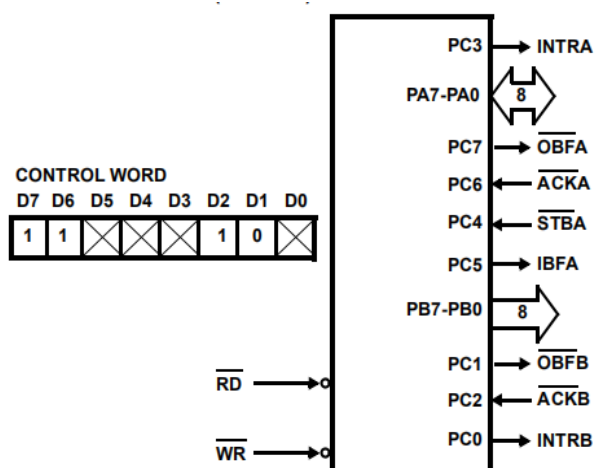 PC3 INTRA
PA7-PA0 8
PC7 OBFA
CONTROL WORD
D7 D6 D5 D4 D3 D2 D1 D0
1 1 1 0
PC6 ACKA
PC4 STBA
PC5 IBFA
PB7-PB0 8
PC1 OBFB
RD
PC2 ACKB
WR
PC0 INTRB